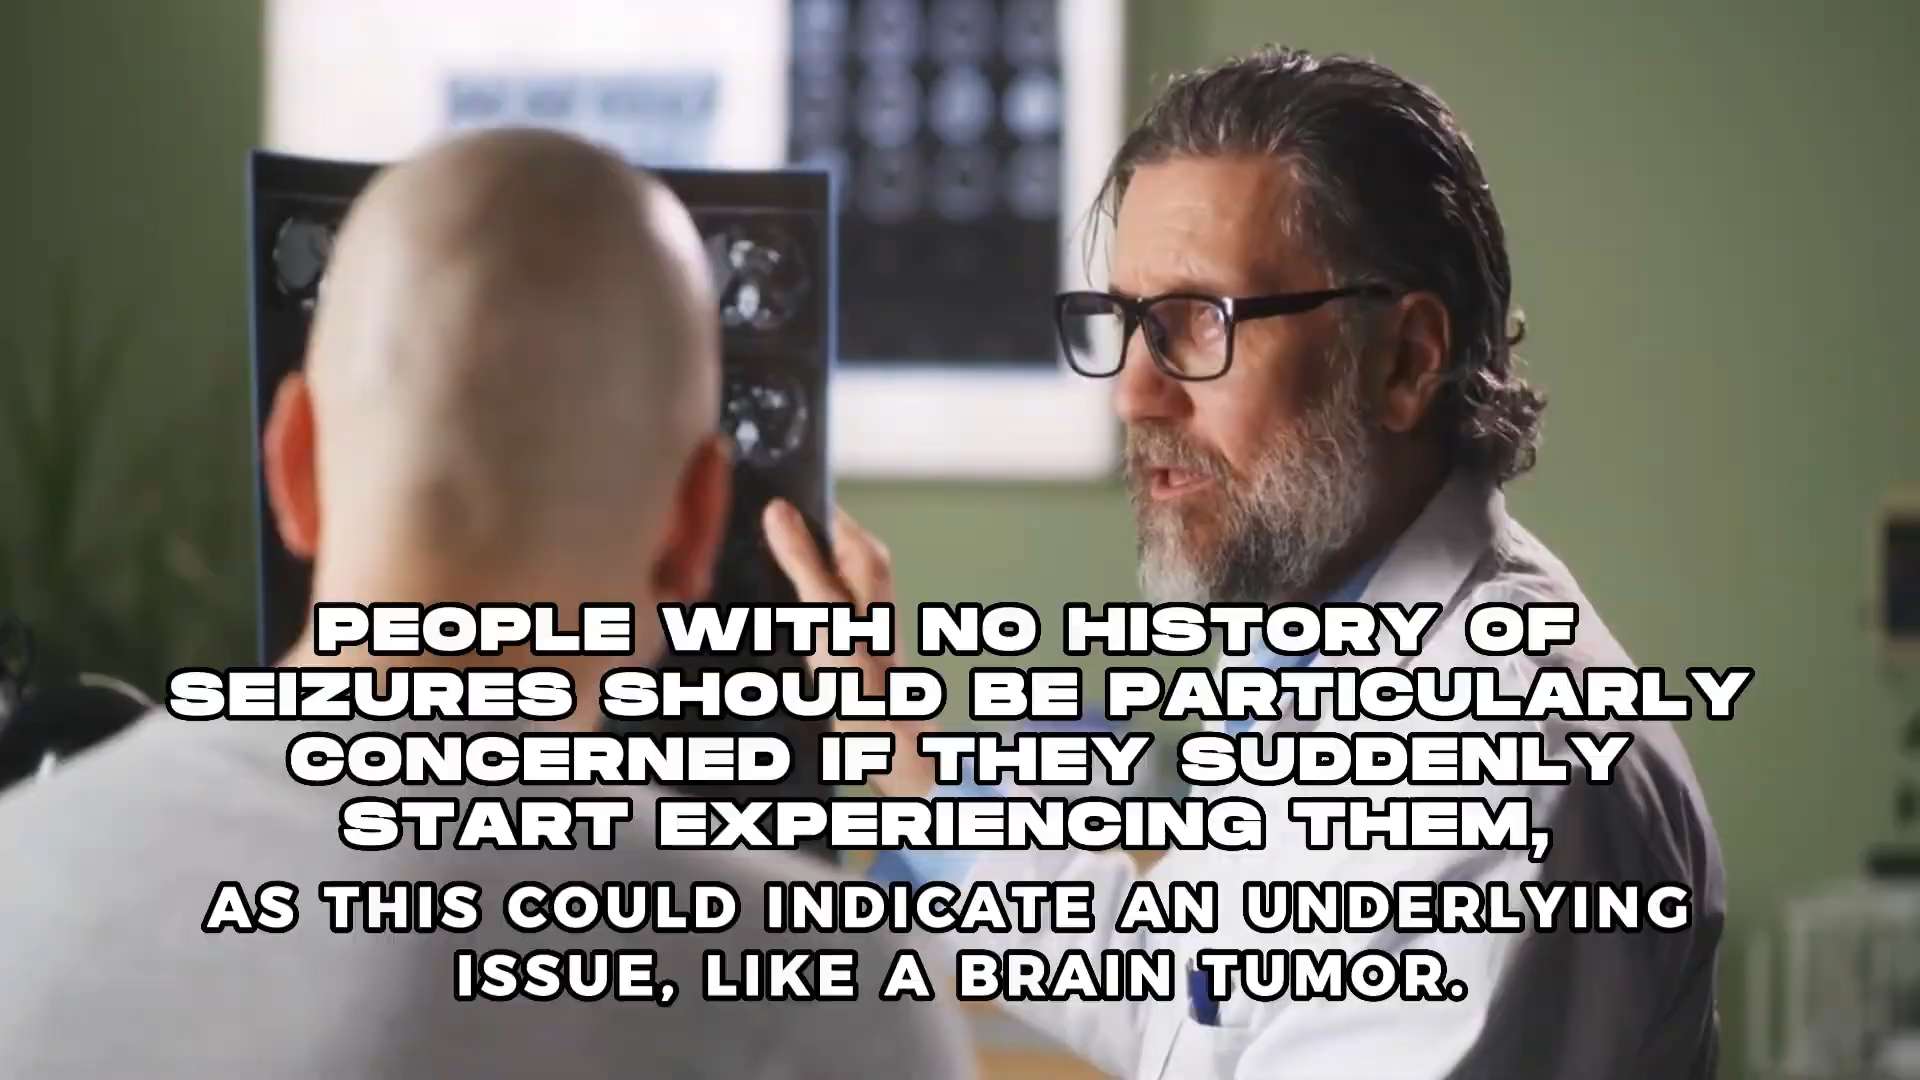 PEOPLE WITH NO HISTORY OF
SEIZURES SHOULD BE PARTICULARLY
CONCERNED IF THEY SUDDENLY
START EXPERIENCING THEM,
AS THIS COULD INDICATE AN UNDERLYING
ISSUE, LIKE A BRAIN TUMOR.